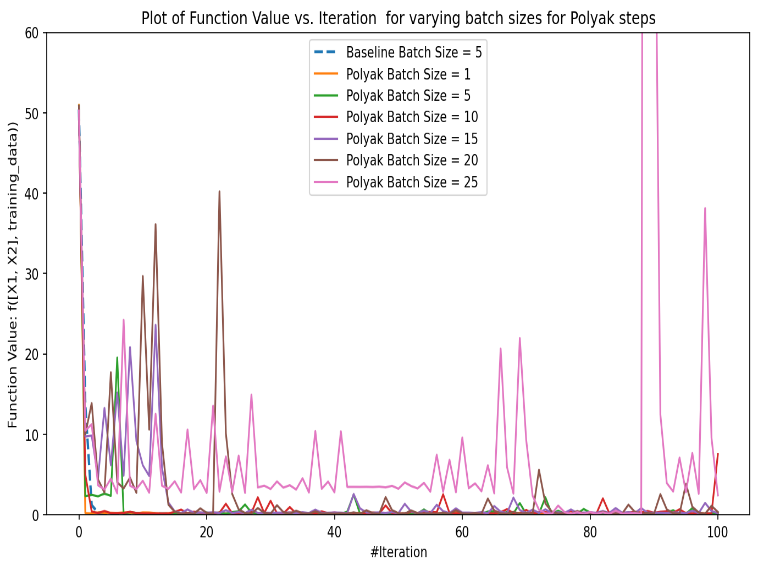 Plot of Function Value vs. Iteration  for varying batch sizes for Polyak steps
Function Value: f([X1, X2], training_data))
60
50
40
30
20
10
0
Baseline Batch Size = 5
Polyak Batch Size = 1
Polyak Batch Size = 5
Polyak Batch Size = 10
Polyak Batch Size = 15
Polyak Batch Size = 20
Polyak Batch Size = 25
0 20 40 60 80 100
#Iteration